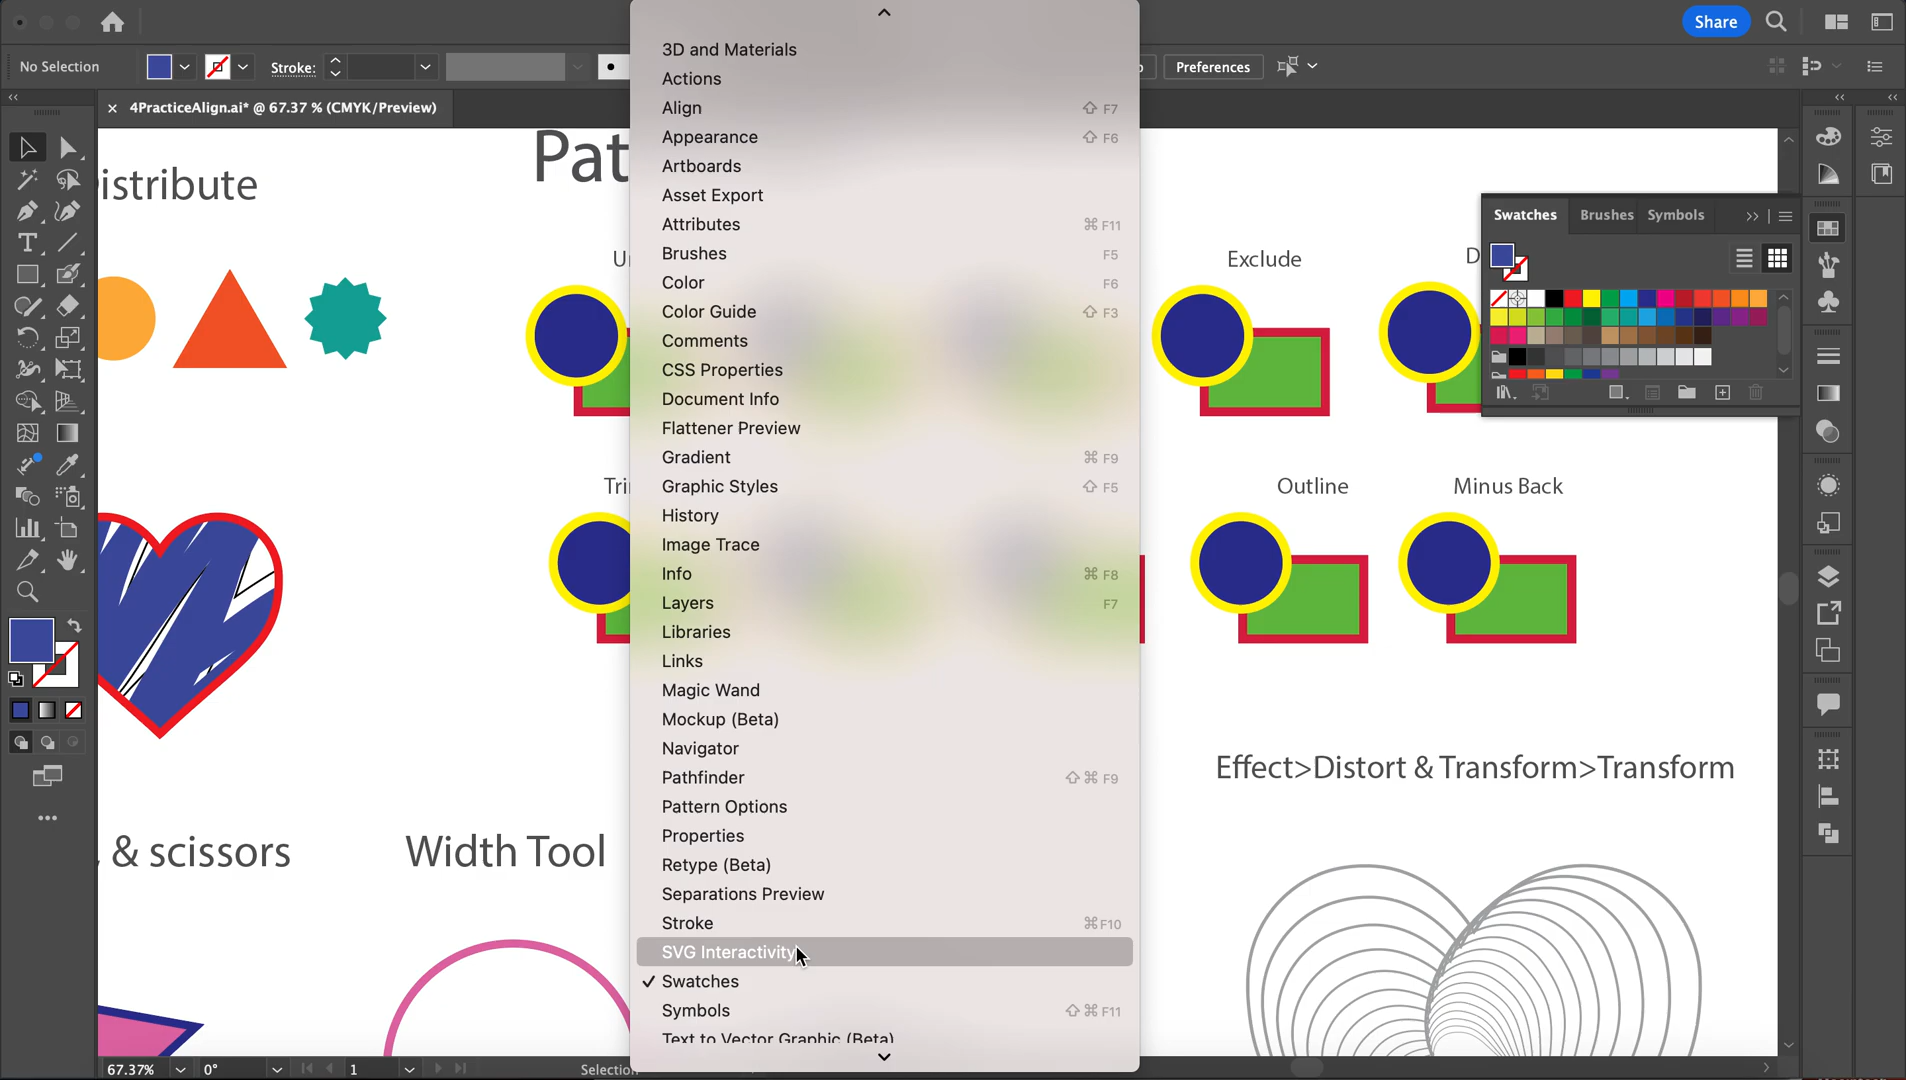 Share
No Selection
Stroke:
Preferences
4PracticeAlign.ai* @ 67.37 % (CMYK/Preview)
3D and Materials
Actions
Align ⇧ F7
Appearance ⇧ F6
Artboards
Asset Export
Attributes ⌘F11
Brushes F5
Color F6
Color Guide ⇧ F3
Comments
CSS Properties
Document Info
Flattener Preview
Gradient ⌘ F9
Graphic Styles ⇧ F5
History
Image Trace
Info ⌘ F8
Layers F7
Libraries
Links
Magic Wand
Mockup (Beta)
Navigator
Pathfinder ⇧⌘ F9
Pattern Options
Properties
Retype (Beta)
Separations Preview
Stroke ⌘F10
SVG Interactivity
✓ Swatches
Symbols ⇧⌘F11
Text to Vector Graphic (Beta)
istribute
Pat
Exclude
D
Swatches Brushes Symbols
Tri
Outline
Minus Back
Effect>Distort & Transform>Transform
& scissors
Width Tool
67.37%
0°
1
Selection